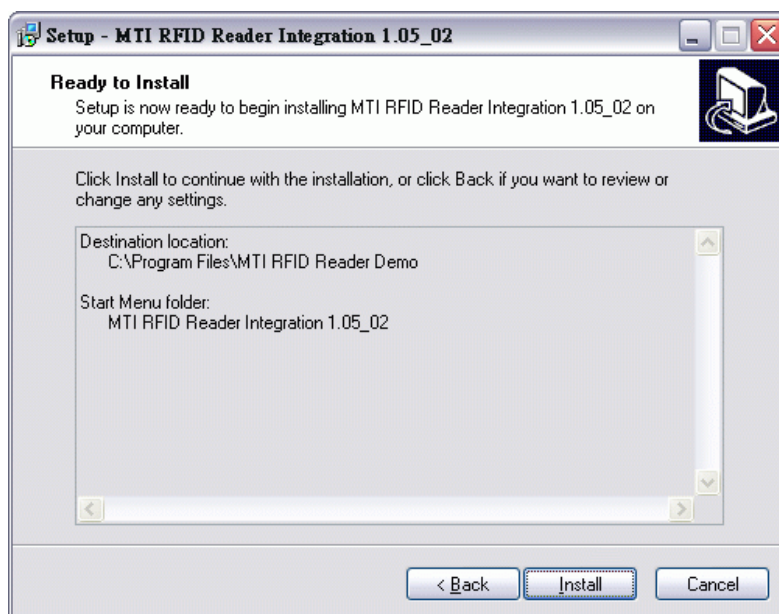 Setup - MTI RFID Reader Integration 1.05_02
Ready to Install
Setup is now ready to begin installing MTI RFID Reader Integration 1.05_02 on
your computer.
Click Install to continue with the installation, or click Back if you want to review or
change any settings.
Destination location:
C:\Program Files\MTI RFID Reader Demo
Start Menu folder:
MTI RFID Reader Integration 1.05_02
< Back
Install
Cancel